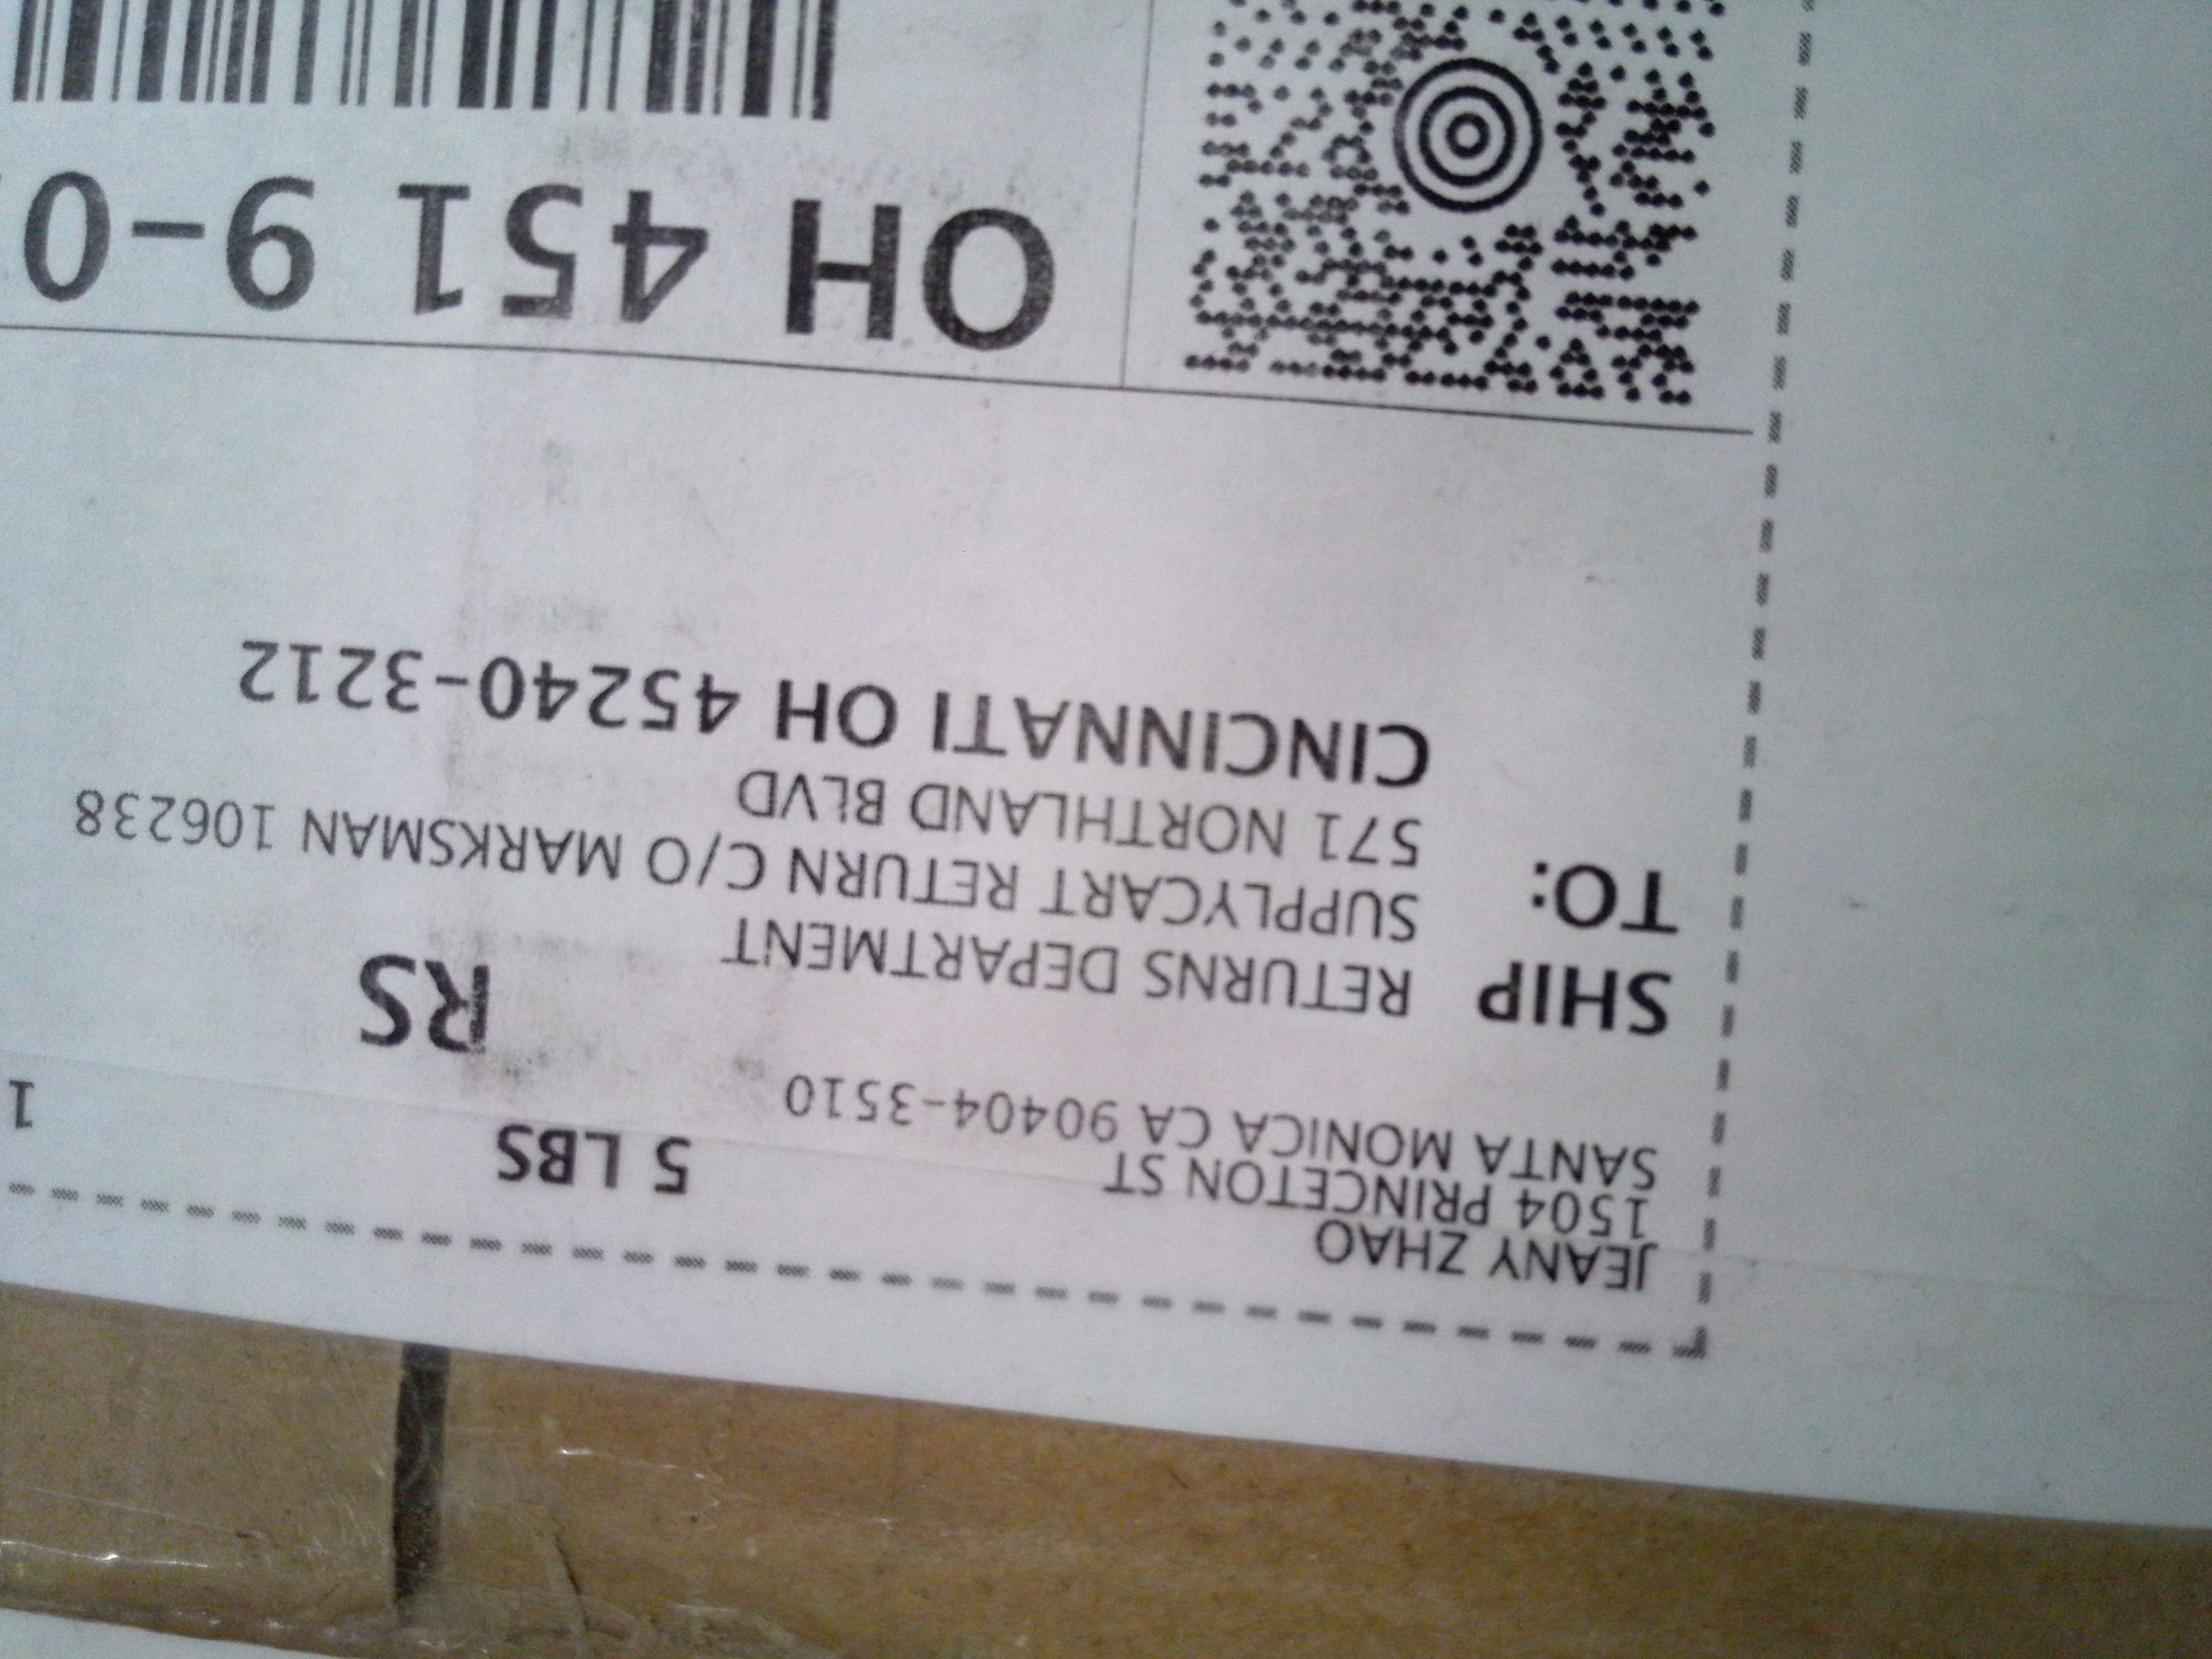 JEANY ZHAO
1504 PRINCETON ST
SANTA MONICA CA 90404-3510
5 LBS
1
RS
SHIP
TO:
RETURNS DEPARTMENT
SUPPLYCART RETURN C/O MARKSMAN 106238
571 NORTHLAND BLVD
CINCINNATI OH 45240-3212
OH 451 9-0